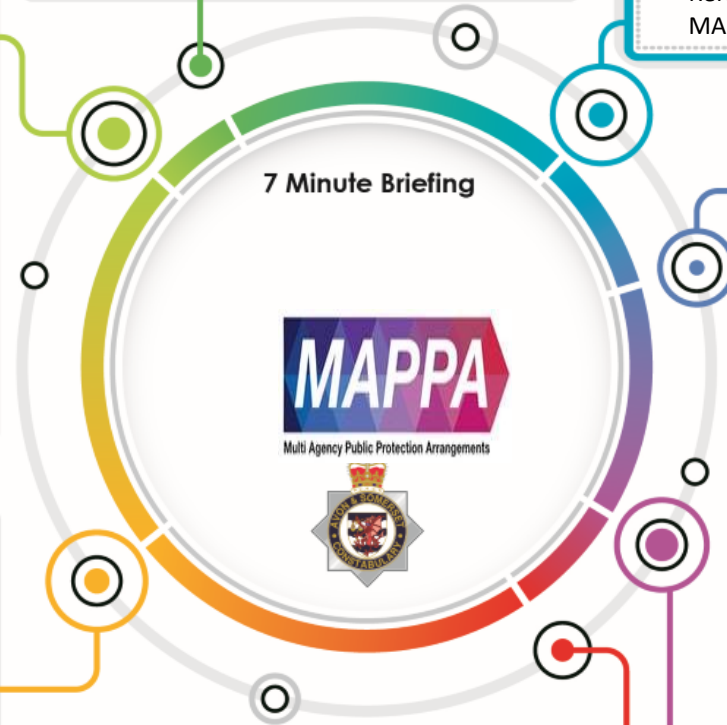 MA
7 Minute Briefing
MAPPA
Multi Agency Public Protection Arrangements
AVON & SOMERSET
CONSTABULARY